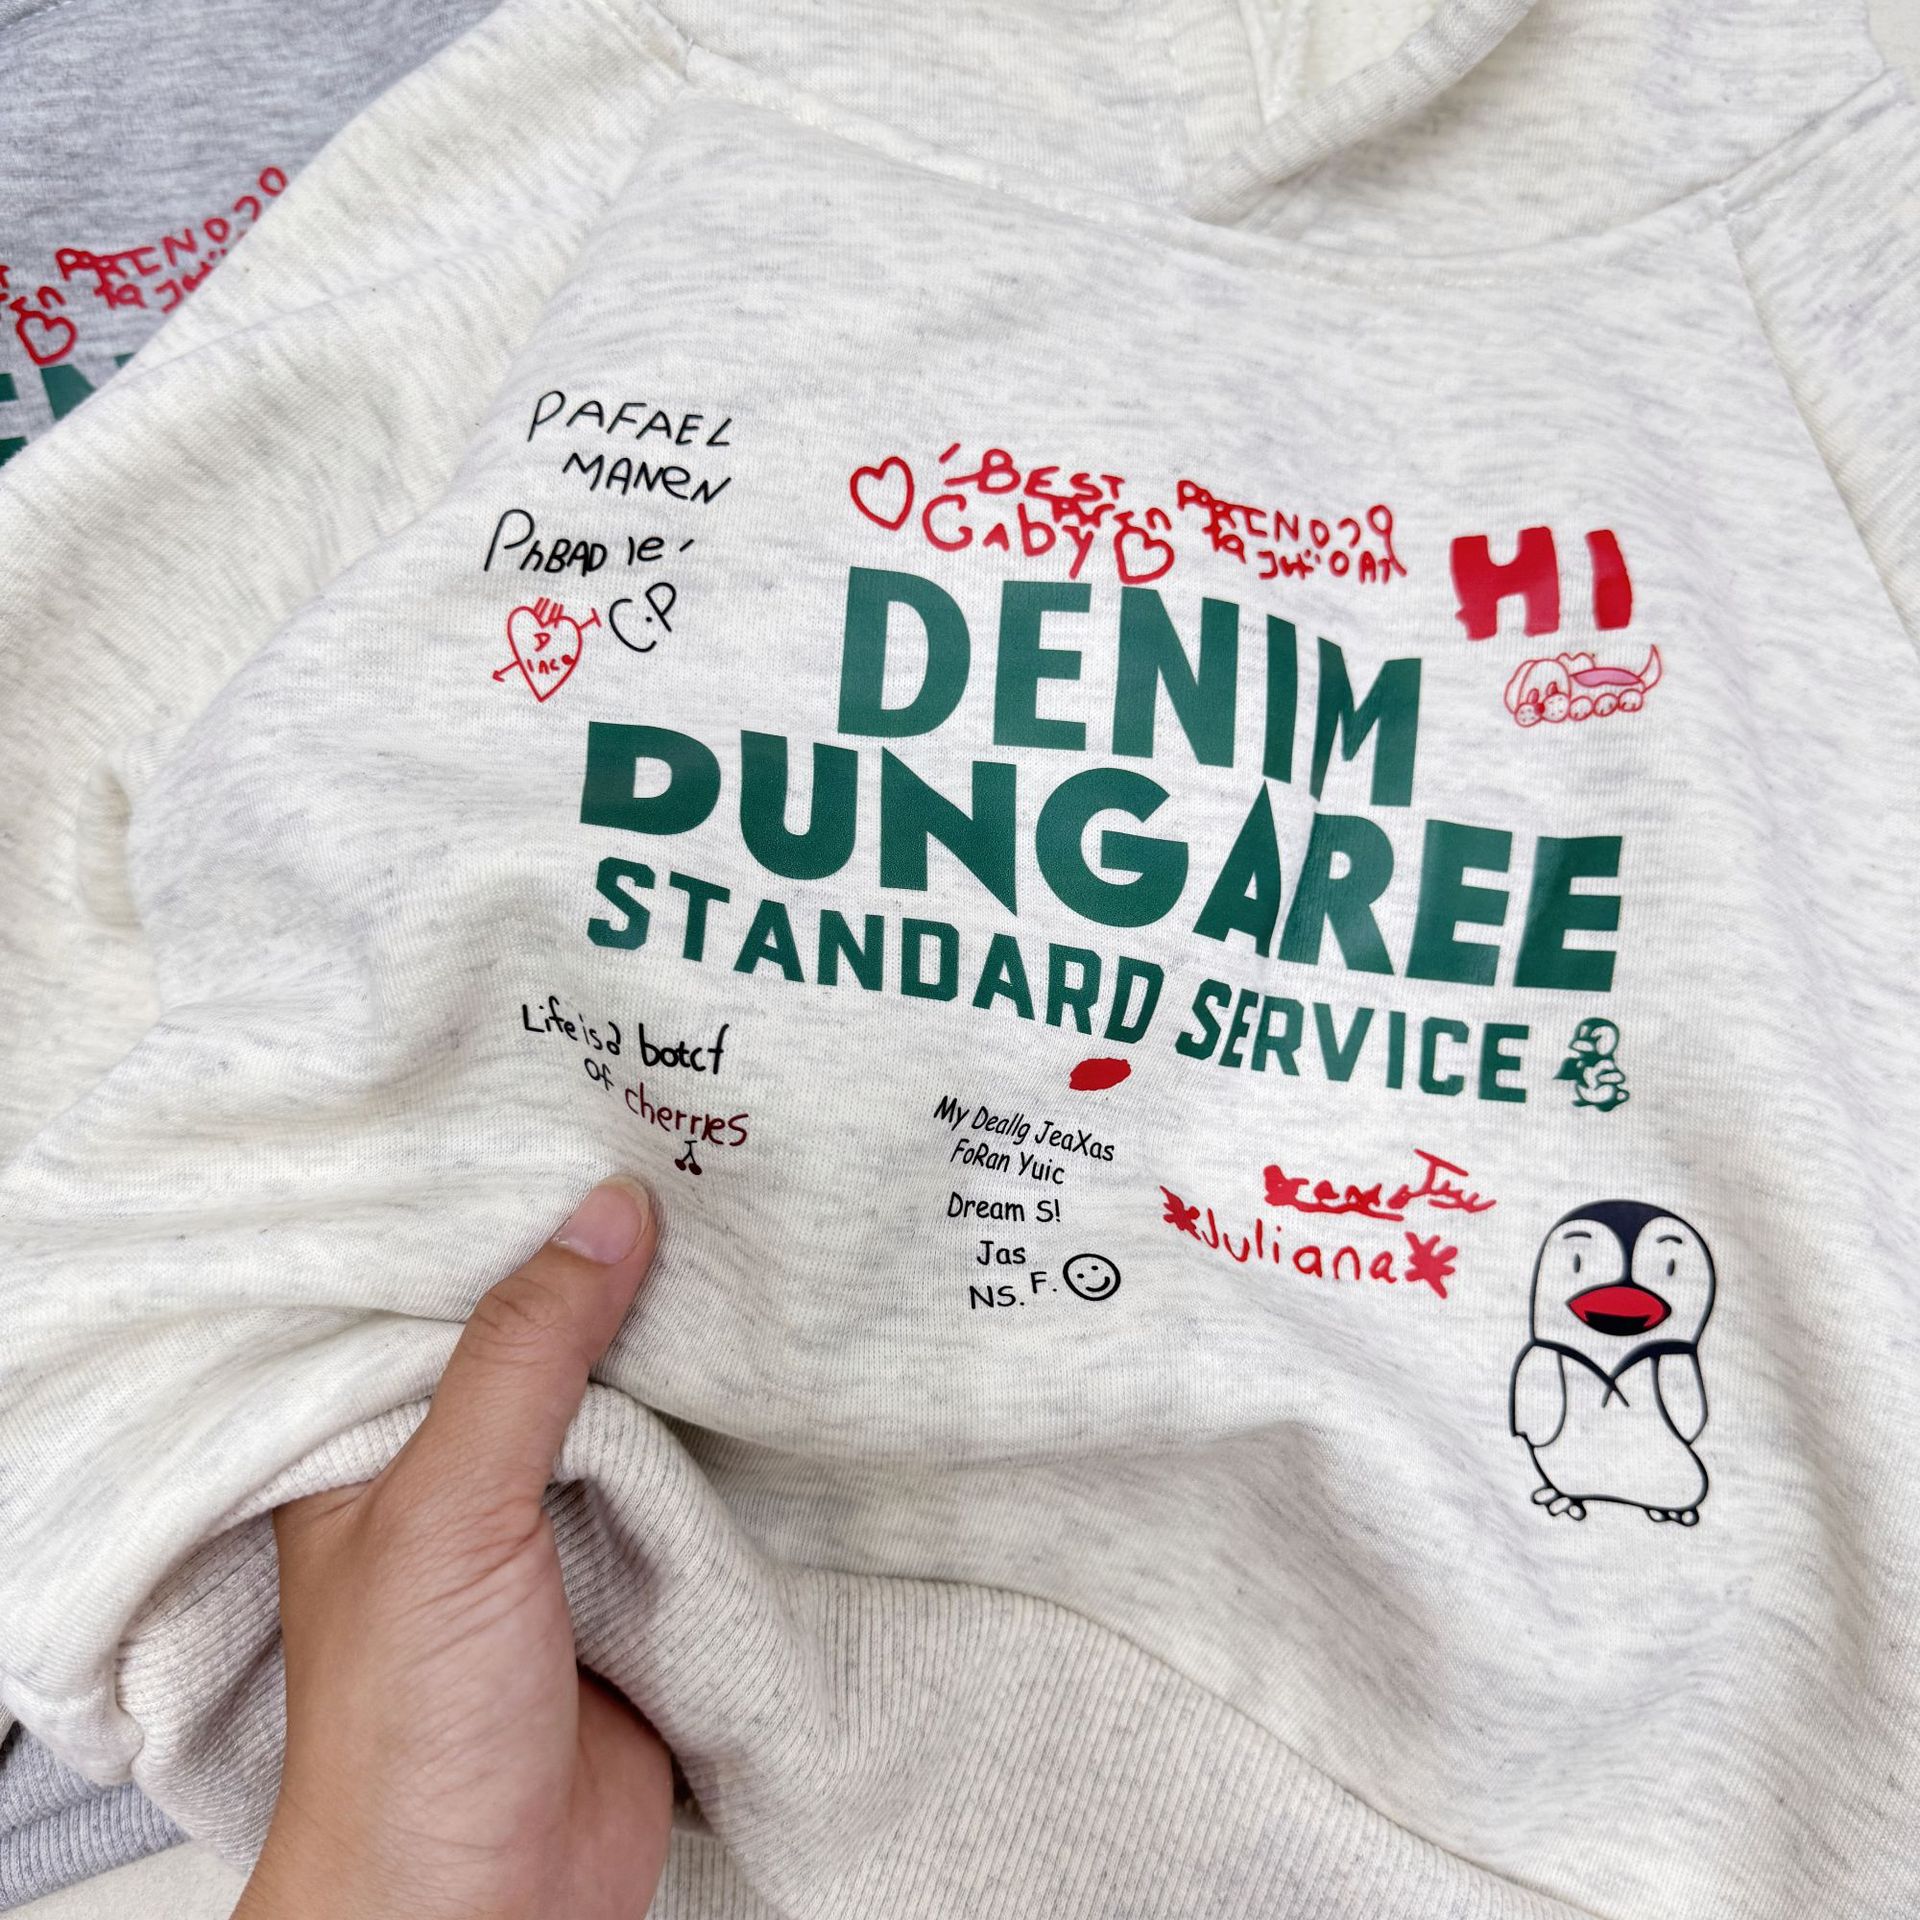 PAFAEL
MANeN
PhBAD ie'
C.P
BEST
Gaby
HI
DENIM
DUNGAREE
STANDARD SERVICE
Life is a botcf
of cherries
My Deallg JeaXas
FoRan Yuic
Dream S!
Jas
NS. F.
Juliana